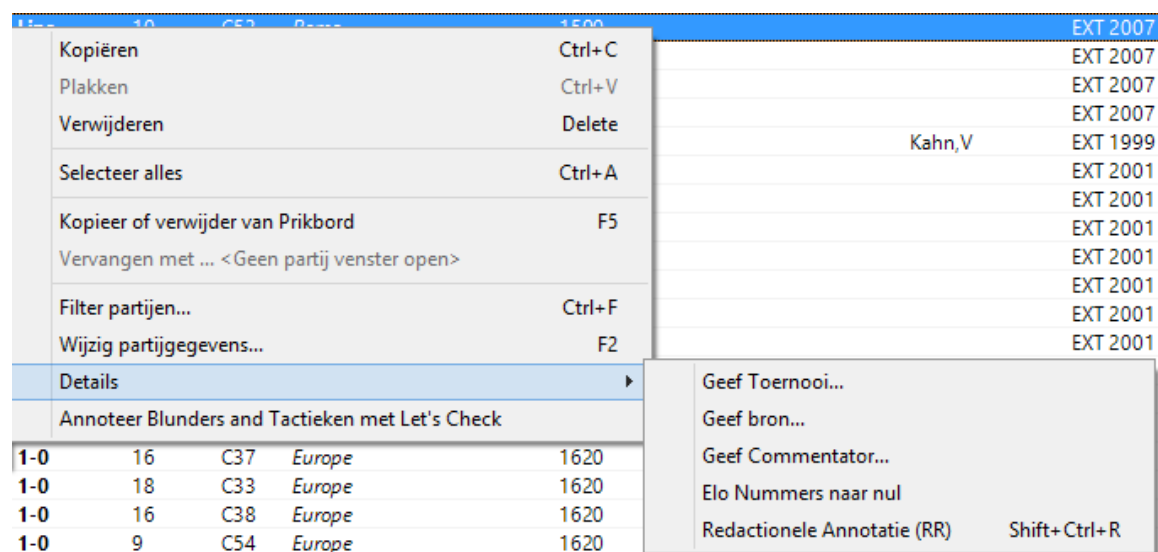 Line 10 C53 Roma 1590 EXT 2007
Kopiëren Ctrl+C EXT 2007
Plakken Ctrl+V EXT 2007
Verwijderen Delete EXT 2007
Kahn,V EXT 1999
Selecteer alles Ctrl+A EXT 2001
EXT 2001
Kopieer of verwijder van Prikbord F5 EXT 2001
Vervangen met ... <Geen partij venster open> EXT 2001
EXT 2001
Filter partijen... Ctrl+F EXT 2001
Wijzig partijgegevens... F2 EXT 2001
Details Geef Toernooi...
Annoteer Blunders and Tactieken met Let's Check Geef bron...
1-0 16 C37 Europe 1620 Geef Commentator...
1-0 18 C33 Europe 1620 Elo Nummers naar nul
1-0 16 C38 Europe 1620 Redactionele Annotatie (RR) Shift+Ctrl+R
1-0 9 C54 Europe 1620